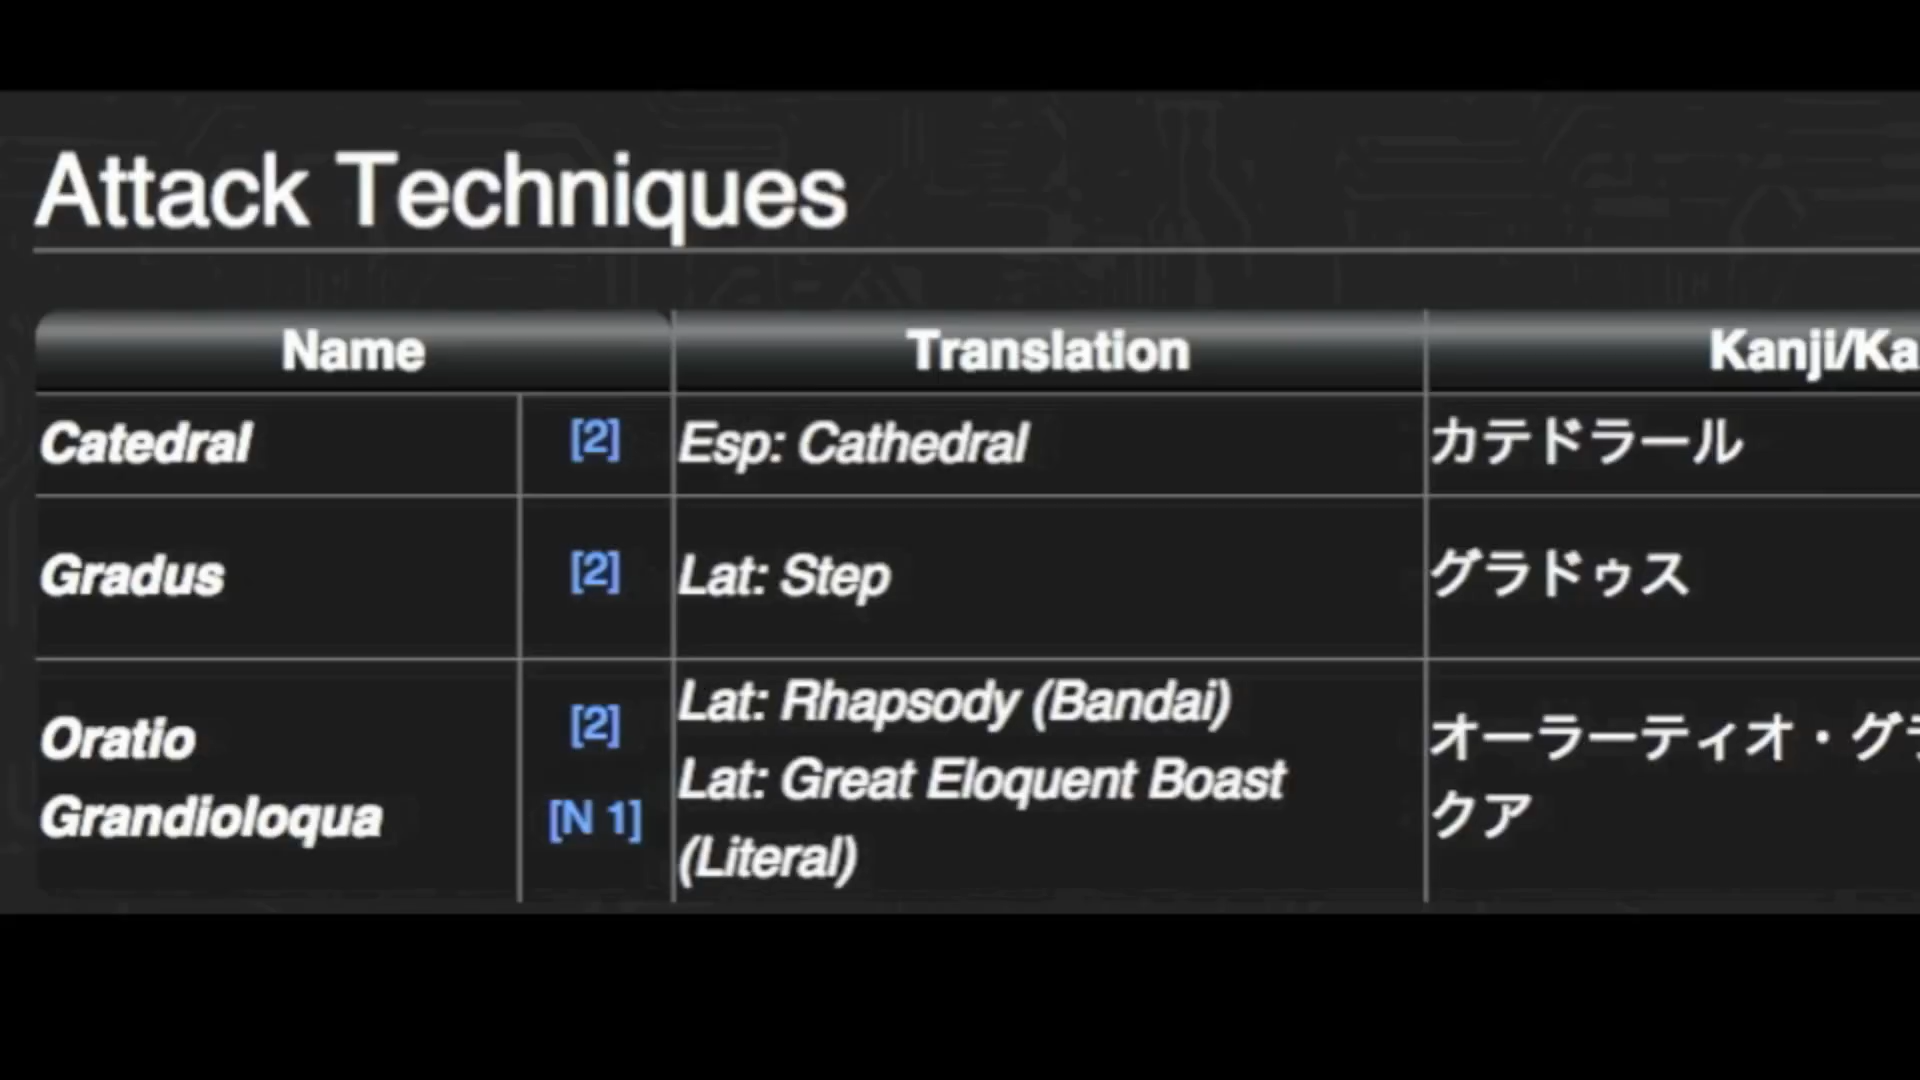 Attack Techniques
Name Translation Kanji/Ka
Catedral [2] Esp: Cathedral カテドラール
Gradus [2] Lat: Step グラドゥス
Oratio Grandioloqua [2] [N 1] Lat: Rhapsody (Bandai)
Lat: Great Eloquent Boast
(Literal) オーラーティオ・グラ
クア